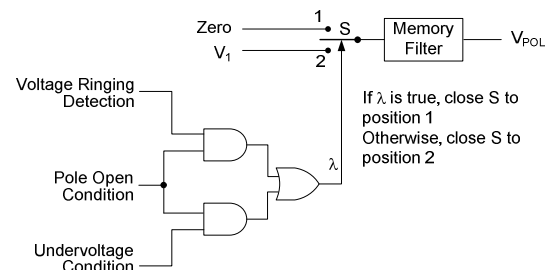 Zero
1
S
Memory
Filter
V₁
2
V_POL
Voltage Ringing
Detection
If λ is true, close S to
position 1
Otherwise, close S to
position 2
λ
Pole Open
Condition
Undervoltage
Condition